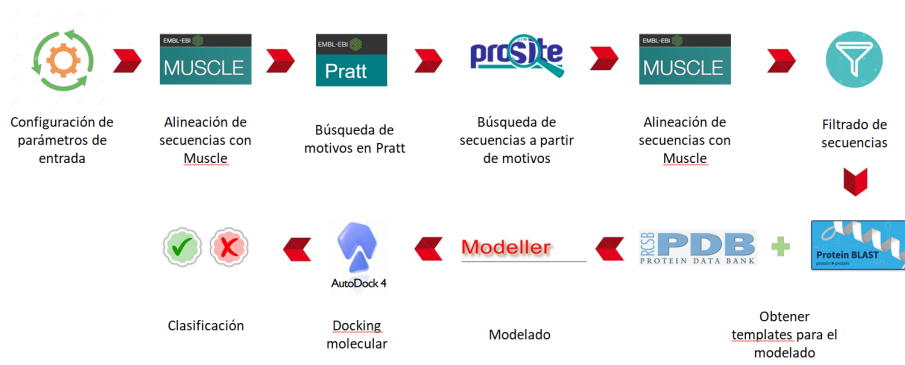 EMBL-EBI
MUSCLE
EMBL-EBI
Pratt
prosite
EMBL-EBI
MUSCLE
Configuración de
parámetros de
entrada
Alineación de
secuencias con
Muscle
Búsqueda de
motivos en Pratt
Búsqueda de
secuencias a partir
de motivos
Alineación de
secuencias con
Muscle
Filtrado de
secuencias
AutoDock 4
Modeller
RCSB
PDB
PROTEIN DATA BANK
Protein BLAST
protein ▸ protein
Clasificación
Docking
molecular
Modelado
Obtener
templates para el
modelado